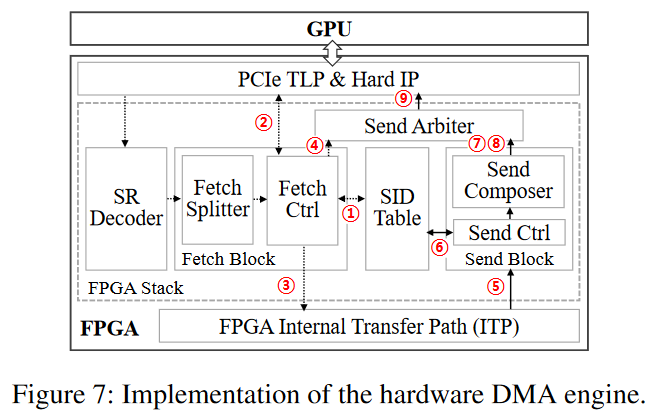 GPU
PCIe TLP & Hard IP
⑨
② ④ Send Arbiter
⑦ ⑧
SR
Decoder
Fetch
Splitter
Fetch
Ctrl
①
SID
Table
Send
Composer
⑥ Send Ctrl
Fetch Block
Send Block
③ ⑤
FPGA Stack
FPGA
FPGA Internal Transfer Path (ITP)
Figure 7: Implementation of the hardware DMA engine.